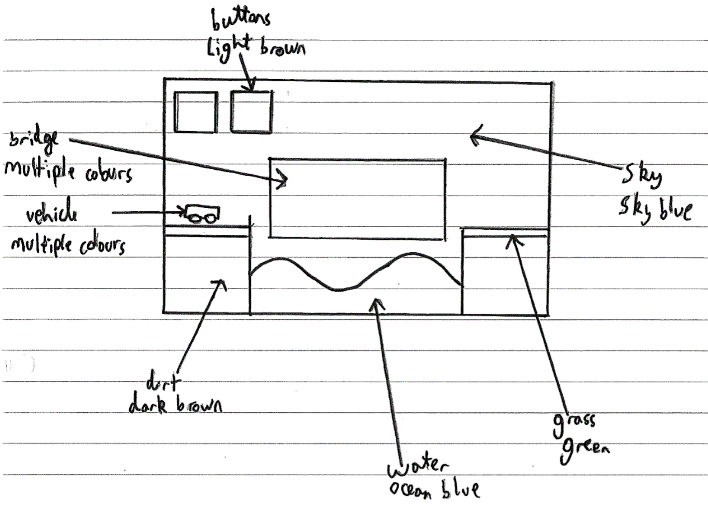 buttons
Light brown
bridge
multiple colours
sky
sky blue
vehicle
multiple colours
dirt
dark brown
grass
green
water
ocean blue